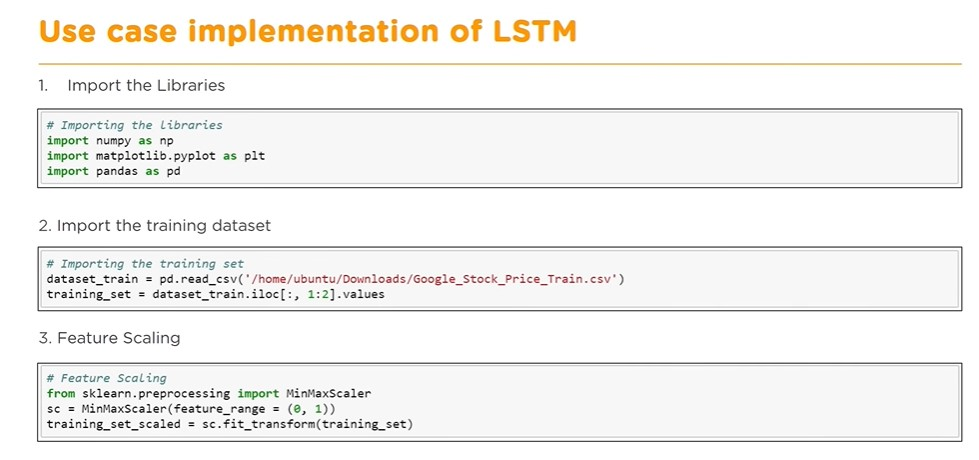 Use case implementation of LSTM
1. Import the Libraries
# Importing the libraries
import numpy as np
import matplotlib.pyplot as plt
import pandas as pd
2. Import the training dataset
# Importing the training set
dataset_train = pd.read_csv('/home/ubuntu/Downloads/Google_Stock_Price_Train.csv')
training_set = dataset_train.iloc[:, 1:2].values
3. Feature Scaling
# Feature Scaling
from sklearn.preprocessing import MinMaxScaler
sc = MinMaxScaler(feature_range = (0, 1))
training_set_scaled = sc.fit_transform(training_set)